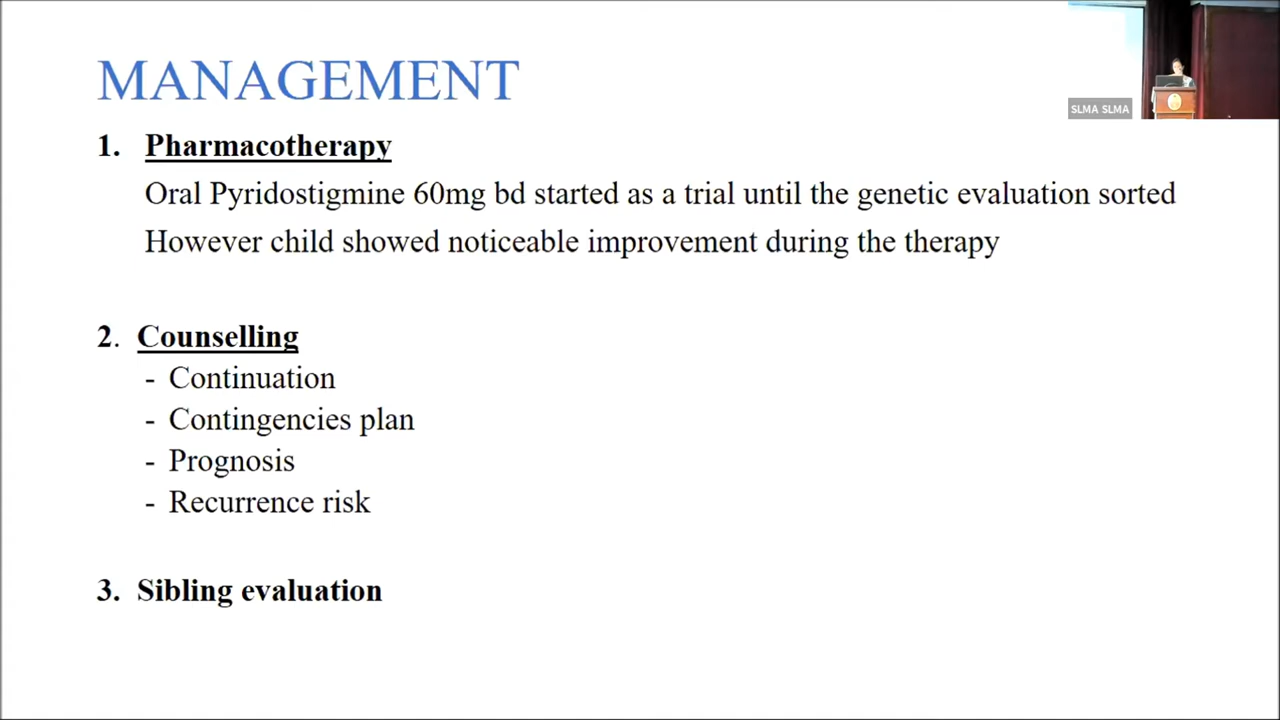 MANAGEMENT
SLMA SLMA
1. Pharmacotherapy
Oral Pyridostigmine 60mg bd started as a trial until the genetic evaluation sorted
However child showed noticeable improvement during the therapy
2. Counselling
- Continuation
- Contingencies plan
- Prognosis
- Recurrence risk
3. Sibling evaluation